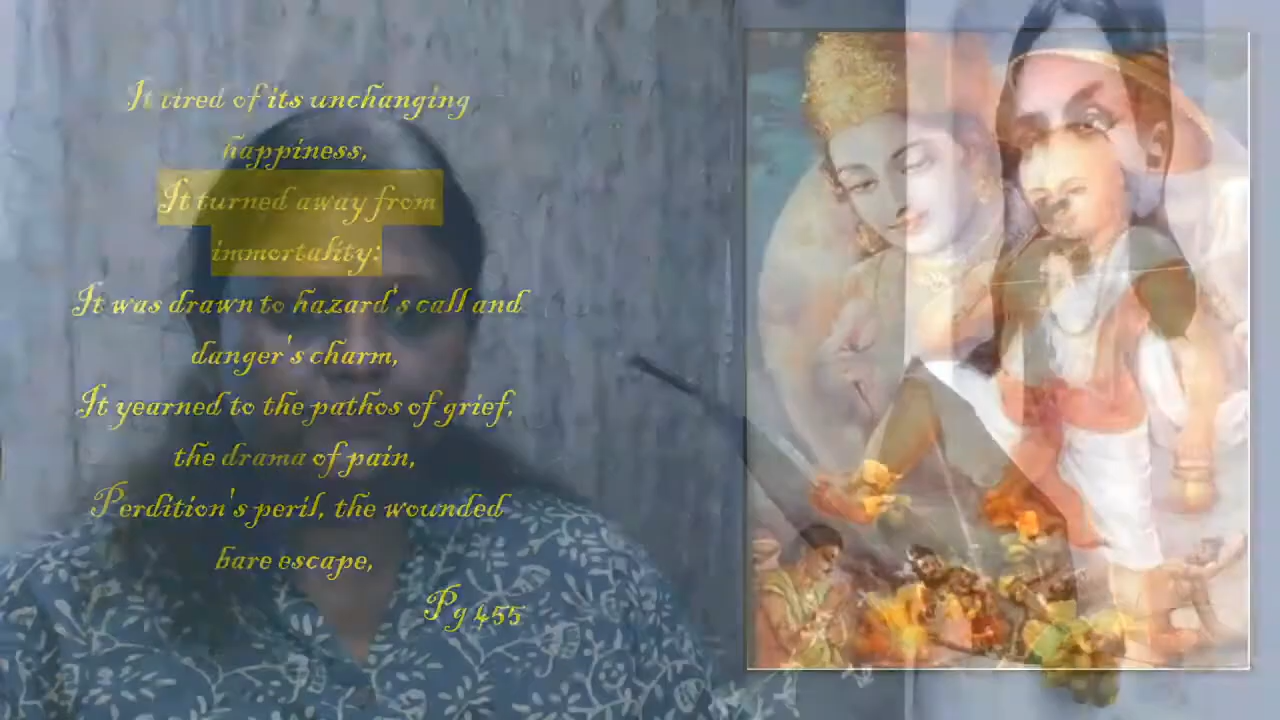 It tired of its unchanging
happiness,
It turned away from
immortality:
It was drawn to hazard's call and
danger's charm,
It yearned to the pathos of grief,
the drama of pain,
Perdition's peril, the wounded
bare escape,
Pg 455